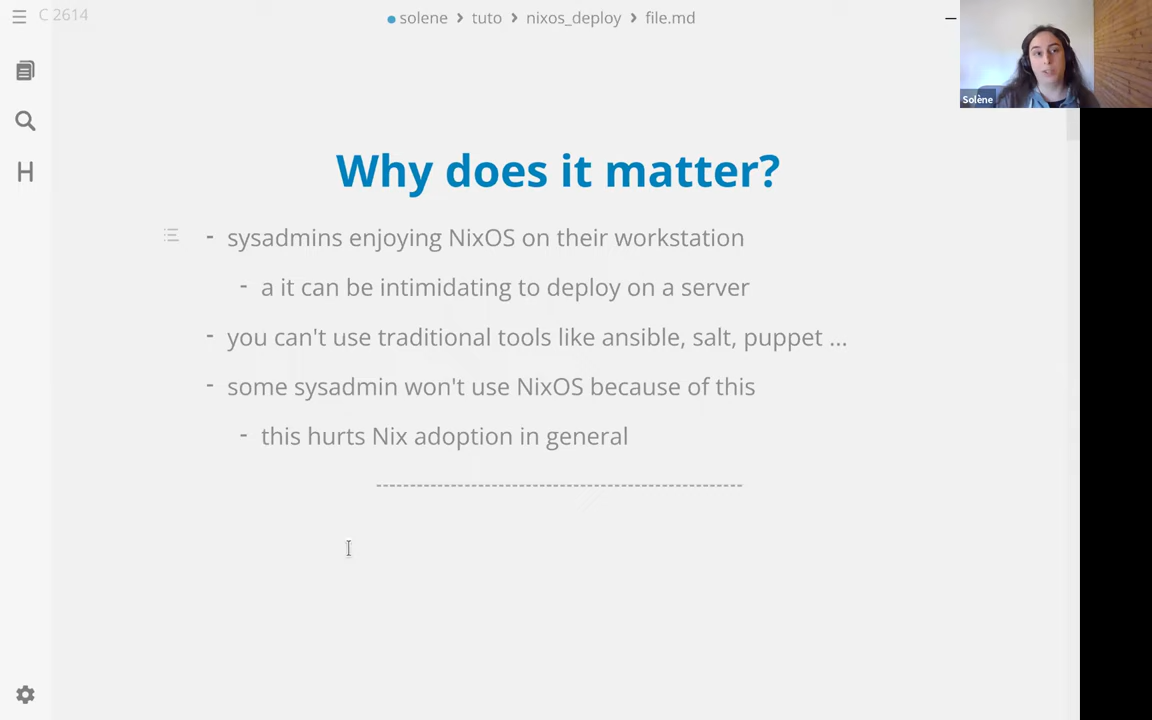 C 2614
solene > tuto > nixos_deploy > file.md
Solène
H
Why does it matter?
- sysadmins enjoying NixOS on their workstation
- a it can be intimidating to deploy on a server
- you can't use traditional tools like ansible, salt, puppet ...
- some sysadmin won't use NixOS because of this
- this hurts Nix adoption in general